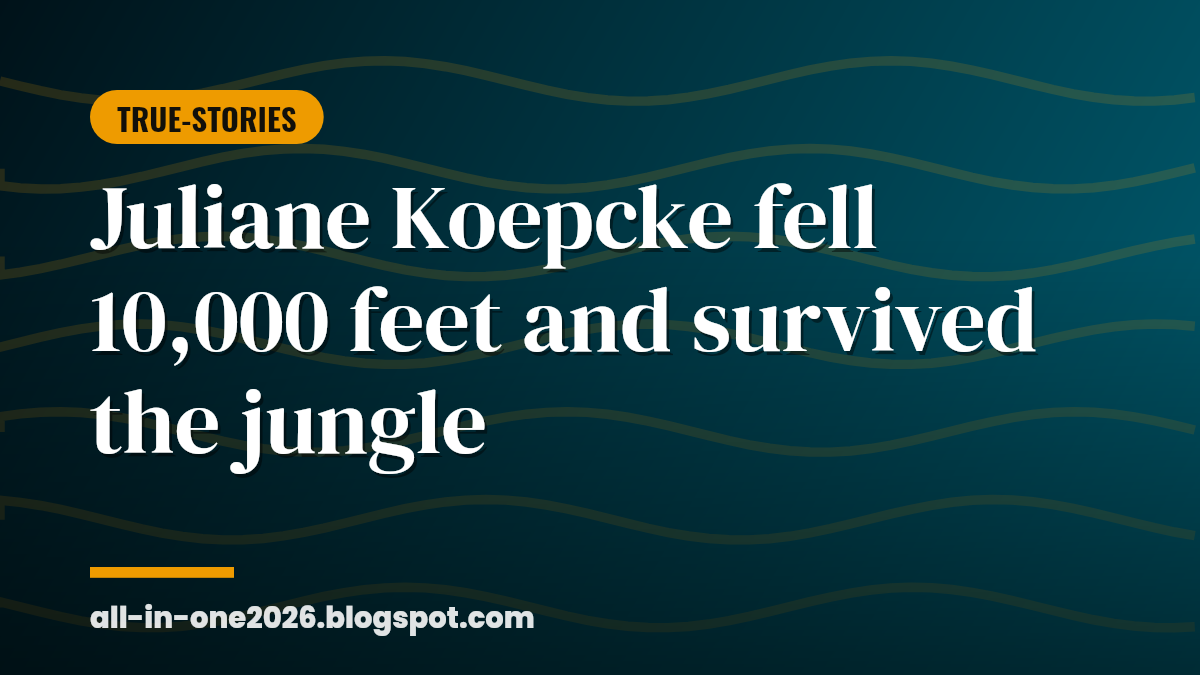 TRUE-STORIES
Juliane Koepcke fell
10,000 feet and survived
the jungle
all-in-one2026.blogspot.com